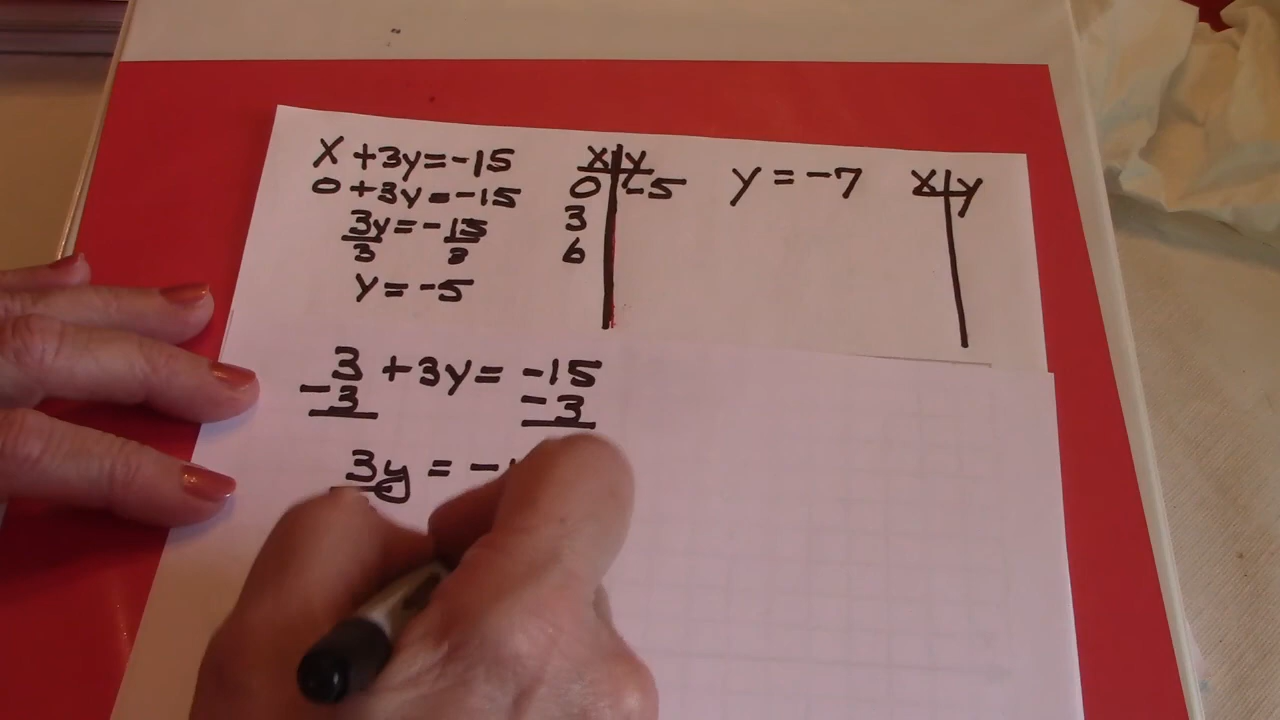 x + 3y = -15
0 + 3y = -15
3y = -15
3 3
y = -5
x y
0 -5
3
6
y = -7
x y
3 + 3y = -15
-3 -3
3y = -